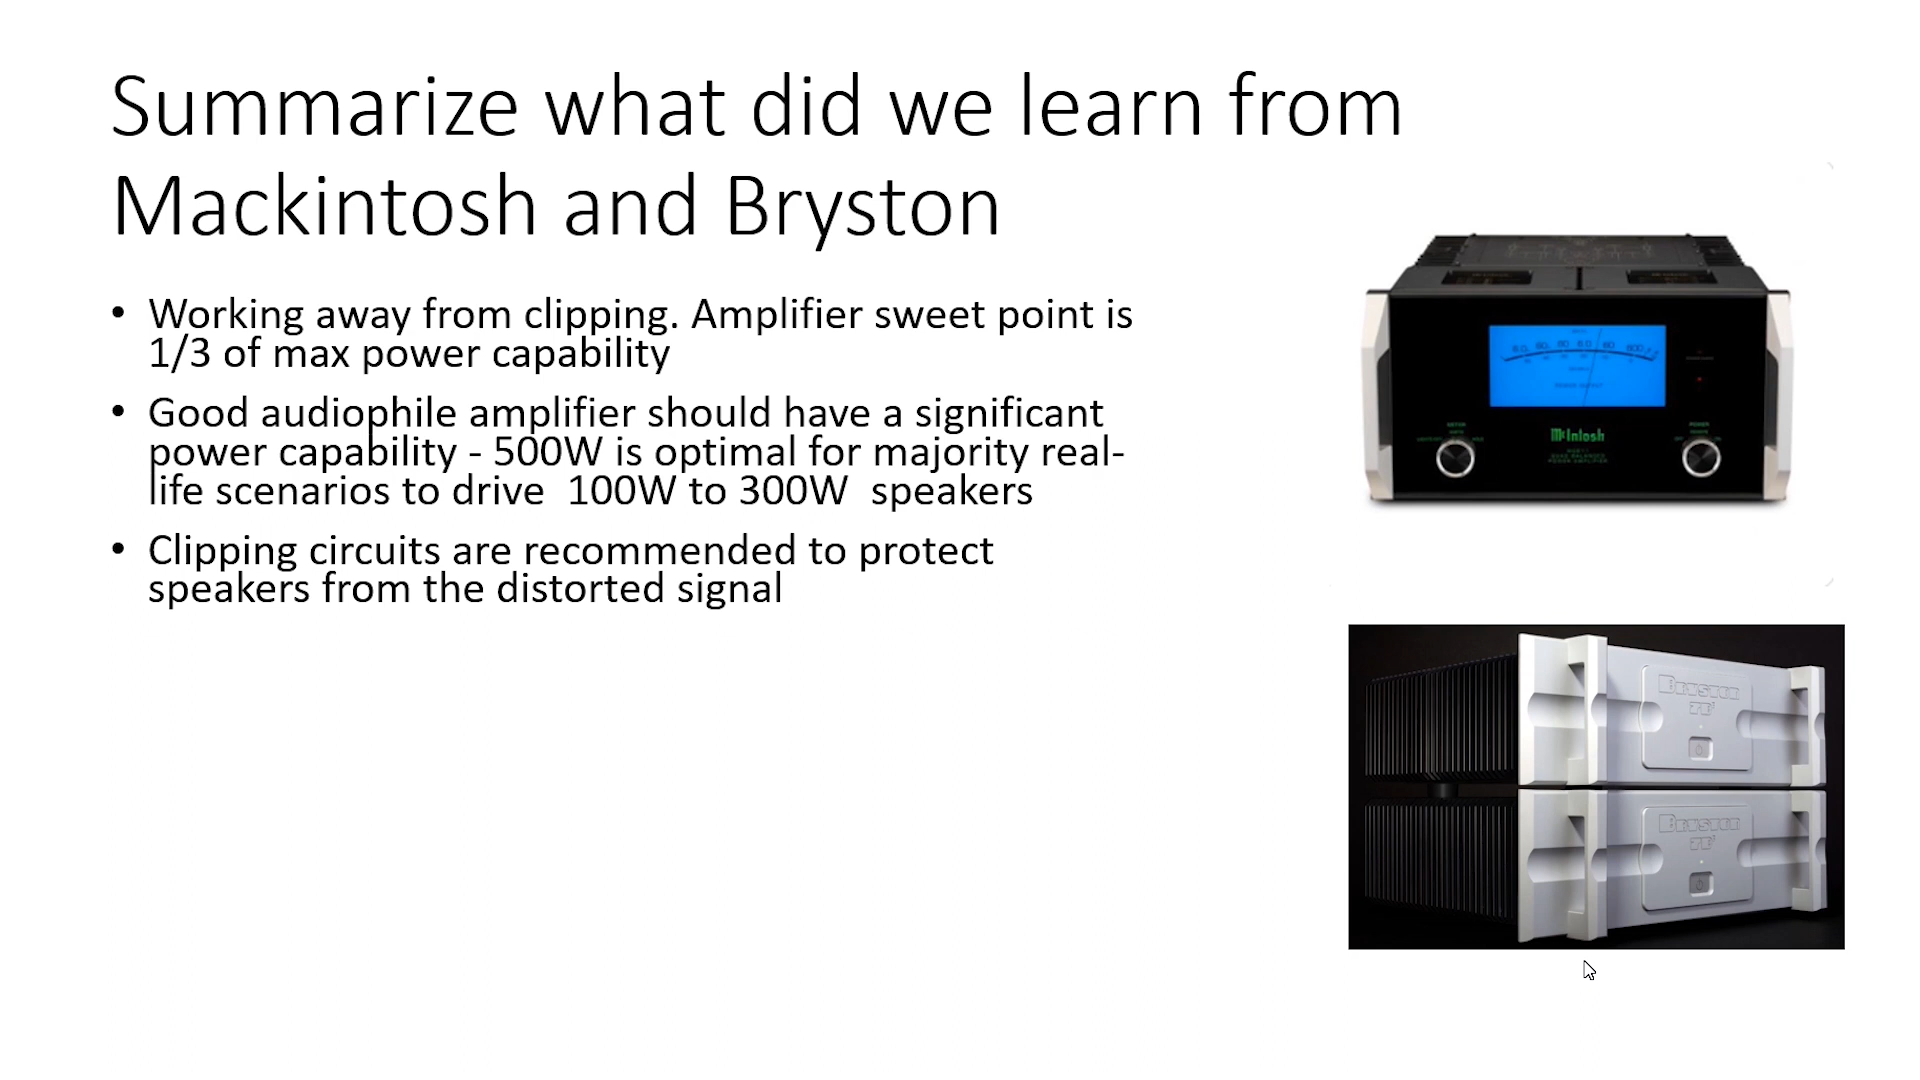 Summarize what did we learn from
Mackintosh and Bryston
• Working away from clipping. Amplifier sweet point is
1/3 of max power capability
• Good audiophile amplifier should have a significant
power capability - 500W is optimal for majority real-
life scenarios to drive 100W to 300W speakers
• Clipping circuits are recommended to protect
speakers from the distorted signal
McIntosh
BRYSTON
BRYSTON